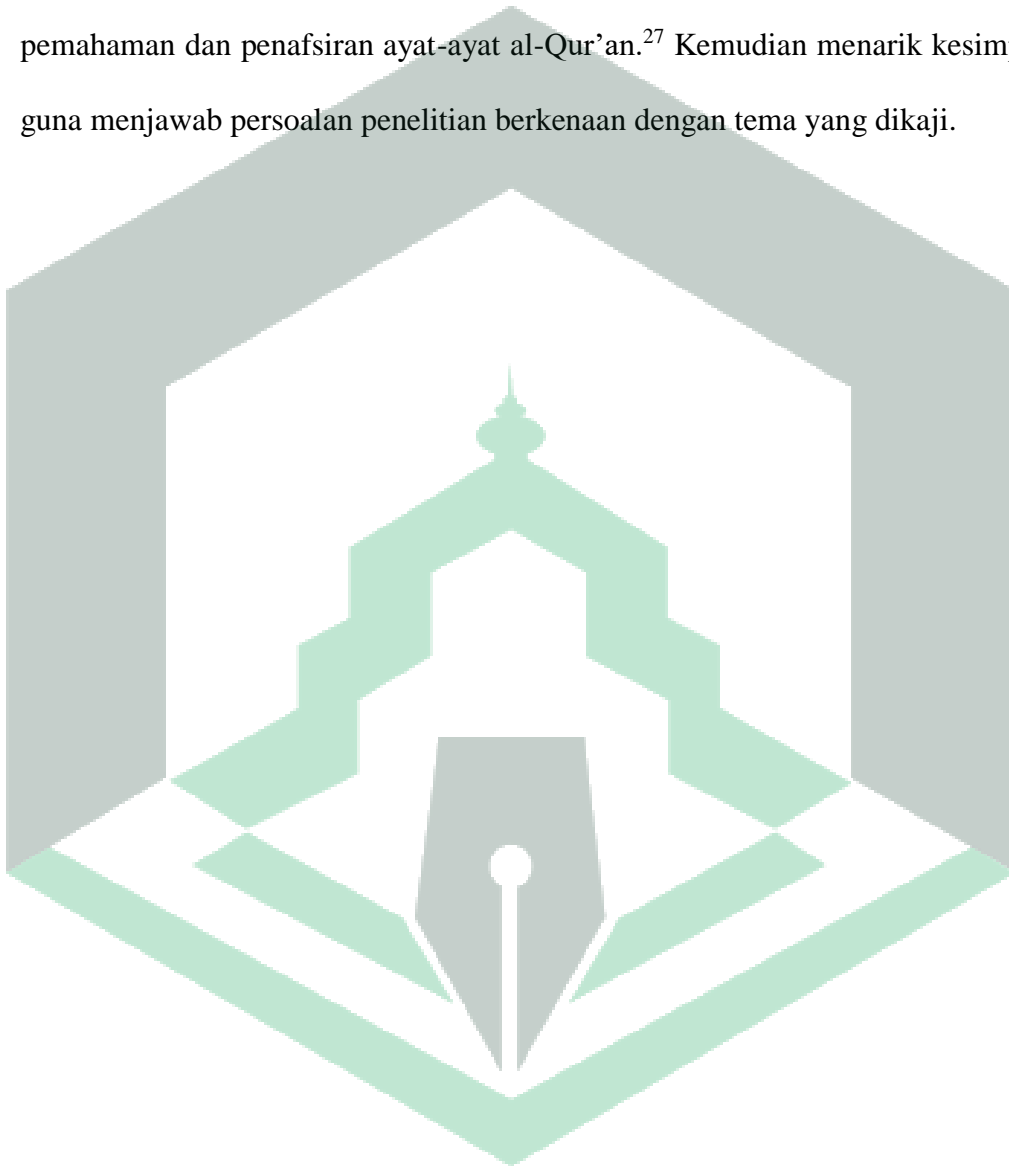 pemahaman dan penafsiran ayat-ayat al-Qur’an.²⁷ Kemudian menarik
guna menjawab persoalan penelitian berkenaan dengan tema yang dikaji.